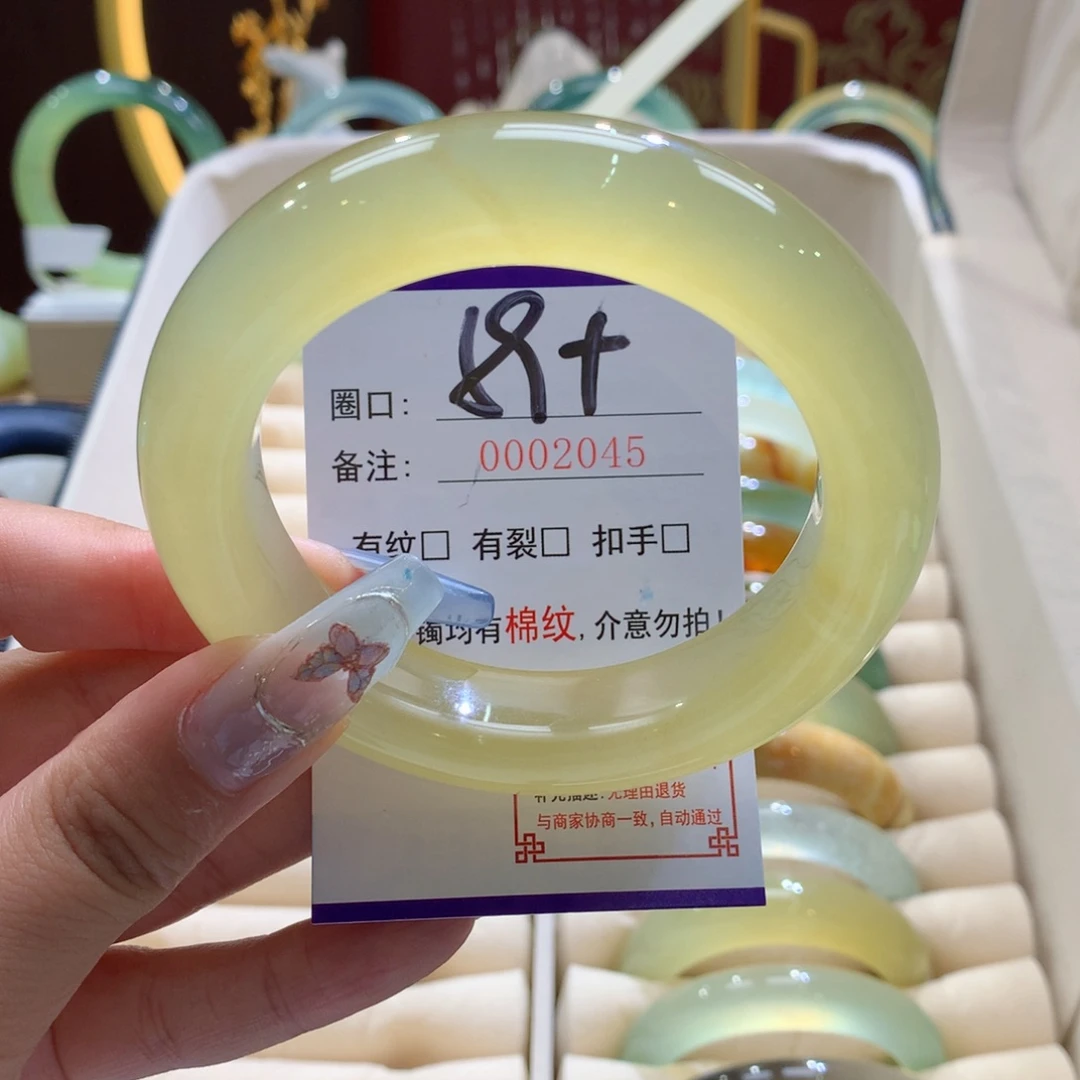 圈口:
备注: 0002045
有纹□ 有裂□ 扣手□
镯均有棉纹, 介意勿拍!
无理由退货
与商家协商一致, 自动通过